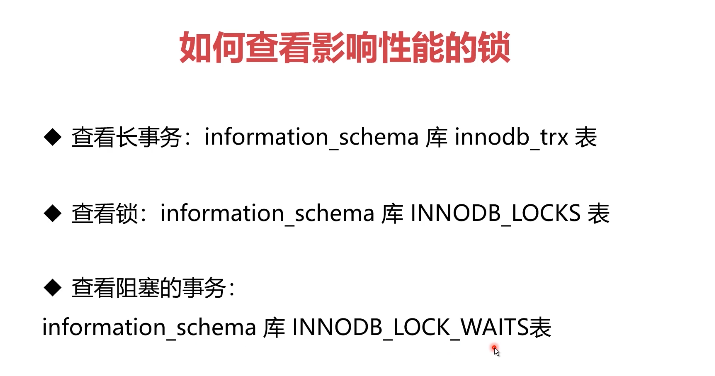 如何查看影响性能的锁
◆ 查看长事务：information_schema 库 innodb_trx 表
◆ 查看锁：information_schema 库 INNODB_LOCKS 表
◆ 查看阻塞的事务：
information_schema 库 INNODB_LOCK_WAITS表